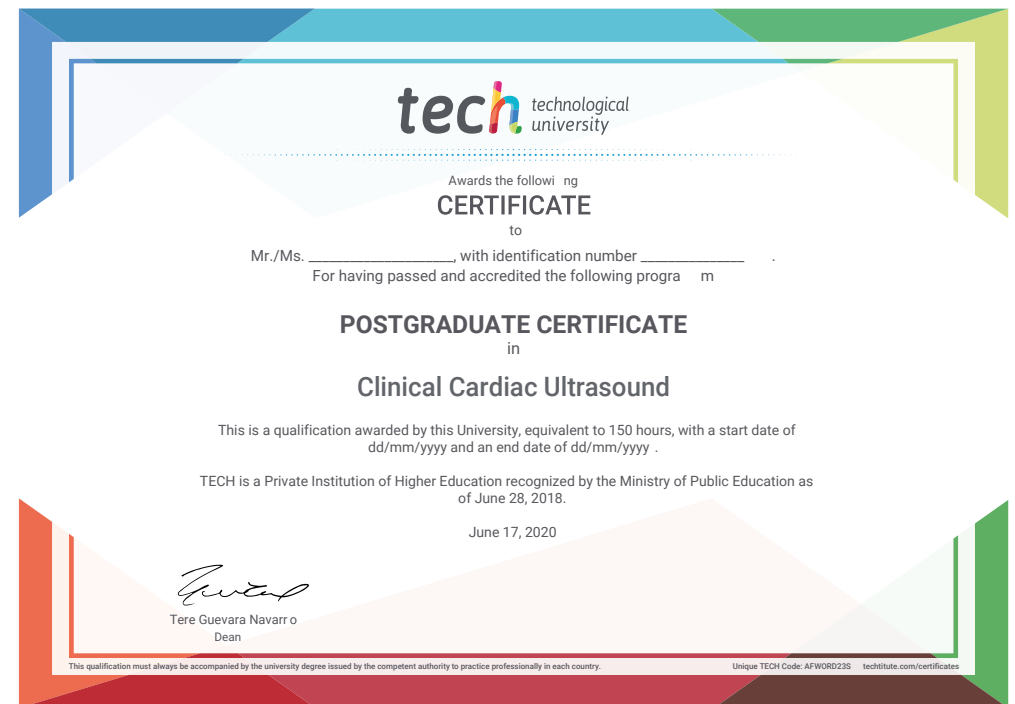 tech technological
university
Awards the followi ng
CERTIFICATE
to
Mr./Ms. _____________________, with identification number _______________ .
For having passed and accredited the following progra m
POSTGRADUATE CERTIFICATE
in
Clinical Cardiac Ultrasound
This is a qualification awarded by this University, equivalent to 150 hours, with a start date of
dd/mm/yyyy and an end date of dd/mm/yyyy .
TECH is a Private Institution of Higher Education recognized by the Ministry of Public Education as
of June 28, 2018.
June 17, 2020
Tere Guevara Navarr o
Dean
This qualification must always be accompanied by the university degree issued by the competent authority to practice professionally in each country.
Unique TECH Code: AFWORD23S techtitute.com/certificates